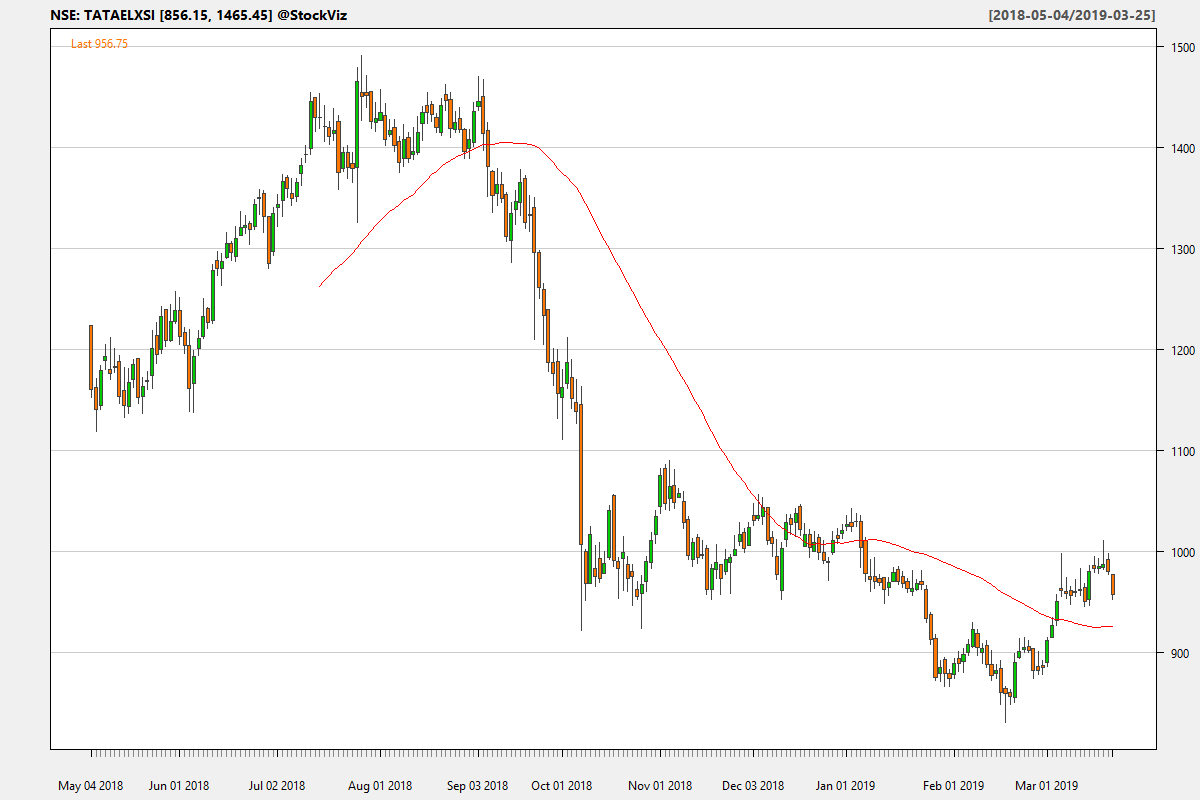 NSE: TATAELXSI [856.15, 1465.45] @StockViz [2018-05-04/2019-03-25]
Last 956.75
1500
1400
1300
1200
1100
1000
900
May 04 2018 Jun 01 2018 Jul 02 2018 Aug 01 2018 Sep 03 2018 Oct 01 2018 Nov 01 2018 Dec 03 2018 Jan 01 2019 Feb 01 2019 Mar 01 2019